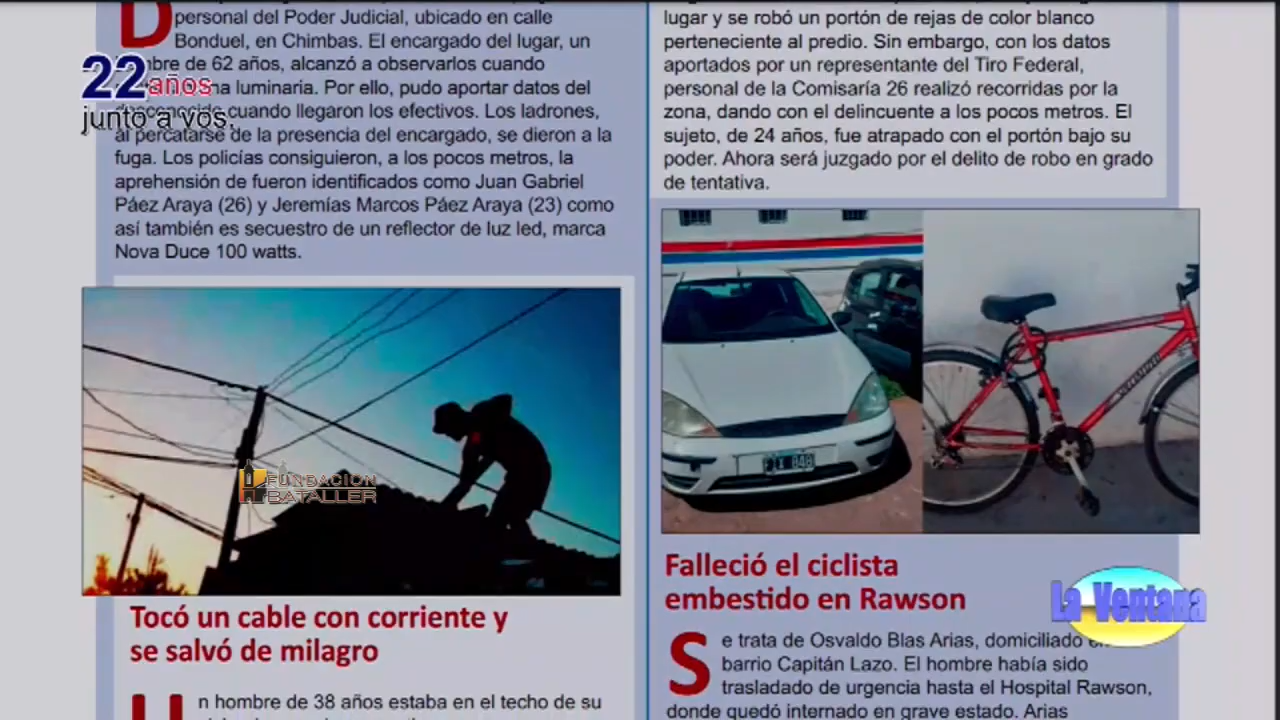 22 años
junto a vos.
D
personal del Poder Judicial, ubicado en calle
Bonduel, en Chimbas. El encargado del lugar, un
bre de 62 años, alcanzó a observarlos cuando
na luminaria. Por ello, pudo aportar datos del
desconocido cuando llegaron los efectivos. Los ladrones,
al percatarse de la presencia del encargado, se dieron a la
fuga. Los policías consiguieron, a los pocos metros, la
aprehensión de fueron identificados como Juan Gabriel
Páez Araya (26) y Jeremías Marcos Páez Araya (23) como
así también es secuestro de un reflector de luz led, marca
Nova Duce 100 watts.
FUNDACION
BATALLER
Tocó un cable con corriente y
se salvó de milagro
Un hombre de 38 años estaba en el techo de su
lugar y se robó un portón de rejas de color blanco
perteneciente al predio. Sin embargo, con los datos
aportados por un representante del Tiro Federal,
personal de la Comisaría 26 realizó recorridas por la
zona, dando con el delincuente a los pocos metros. El
sujeto, de 24 años, fue atrapado con el portón bajo su
poder. Ahora será juzgado por el delito de robo en grado
de tentativa.
Falleció el ciclista
embestido en Rawson
La Ventana
Se trata de Osvaldo Blas Arias, domiciliado en
barrio Capitán Lazo. El hombre había sido
trasladado de urgencia hasta el Hospital Rawson,
donde quedó internado en grave estado. Arias